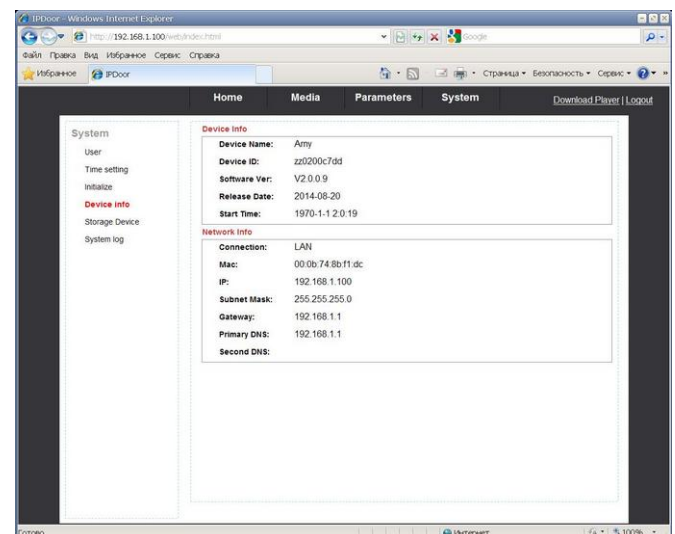 IPDoor - Windows Internet Explorer
http://192.168.1.100/web/index.html
Google
Файл Правка Вид Избранное Сервис Справка
Избранное IPDoor Страница Безопасность Сервис
Home Media Parameters System Download Player | Logout
System
User
Time setting
Initialize
Device Info
Storage Device
System log
Device Info
Device Name: Amy
Device ID: zz0200c7dd
Software Ver: V2.0.0.9
Release Date: 2014-08-20
Start Time: 1970-1-1 2:0:19
Network Info
Connection: LAN
Mac: 00:0b:74:8b:f1:dc
IP: 192.168.1.100
Subnet Mask: 255.255.255.0
Gateway: 192.168.1.1
Primary DNS: 192.168.1.1
Second DNS:
Готово Интернет 100%